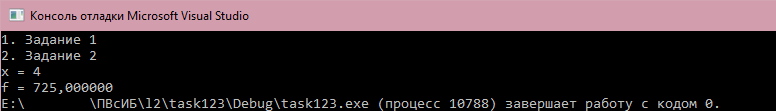 Консоль отладки Microsoft Visual Studio
1. Задание 1
2. Задание 2
x = 4
f = 725,000000
E:\ \ПВсИБ\l2\task123\Debug\task123.exe (процесс 10788) завершает работу с кодом 0.